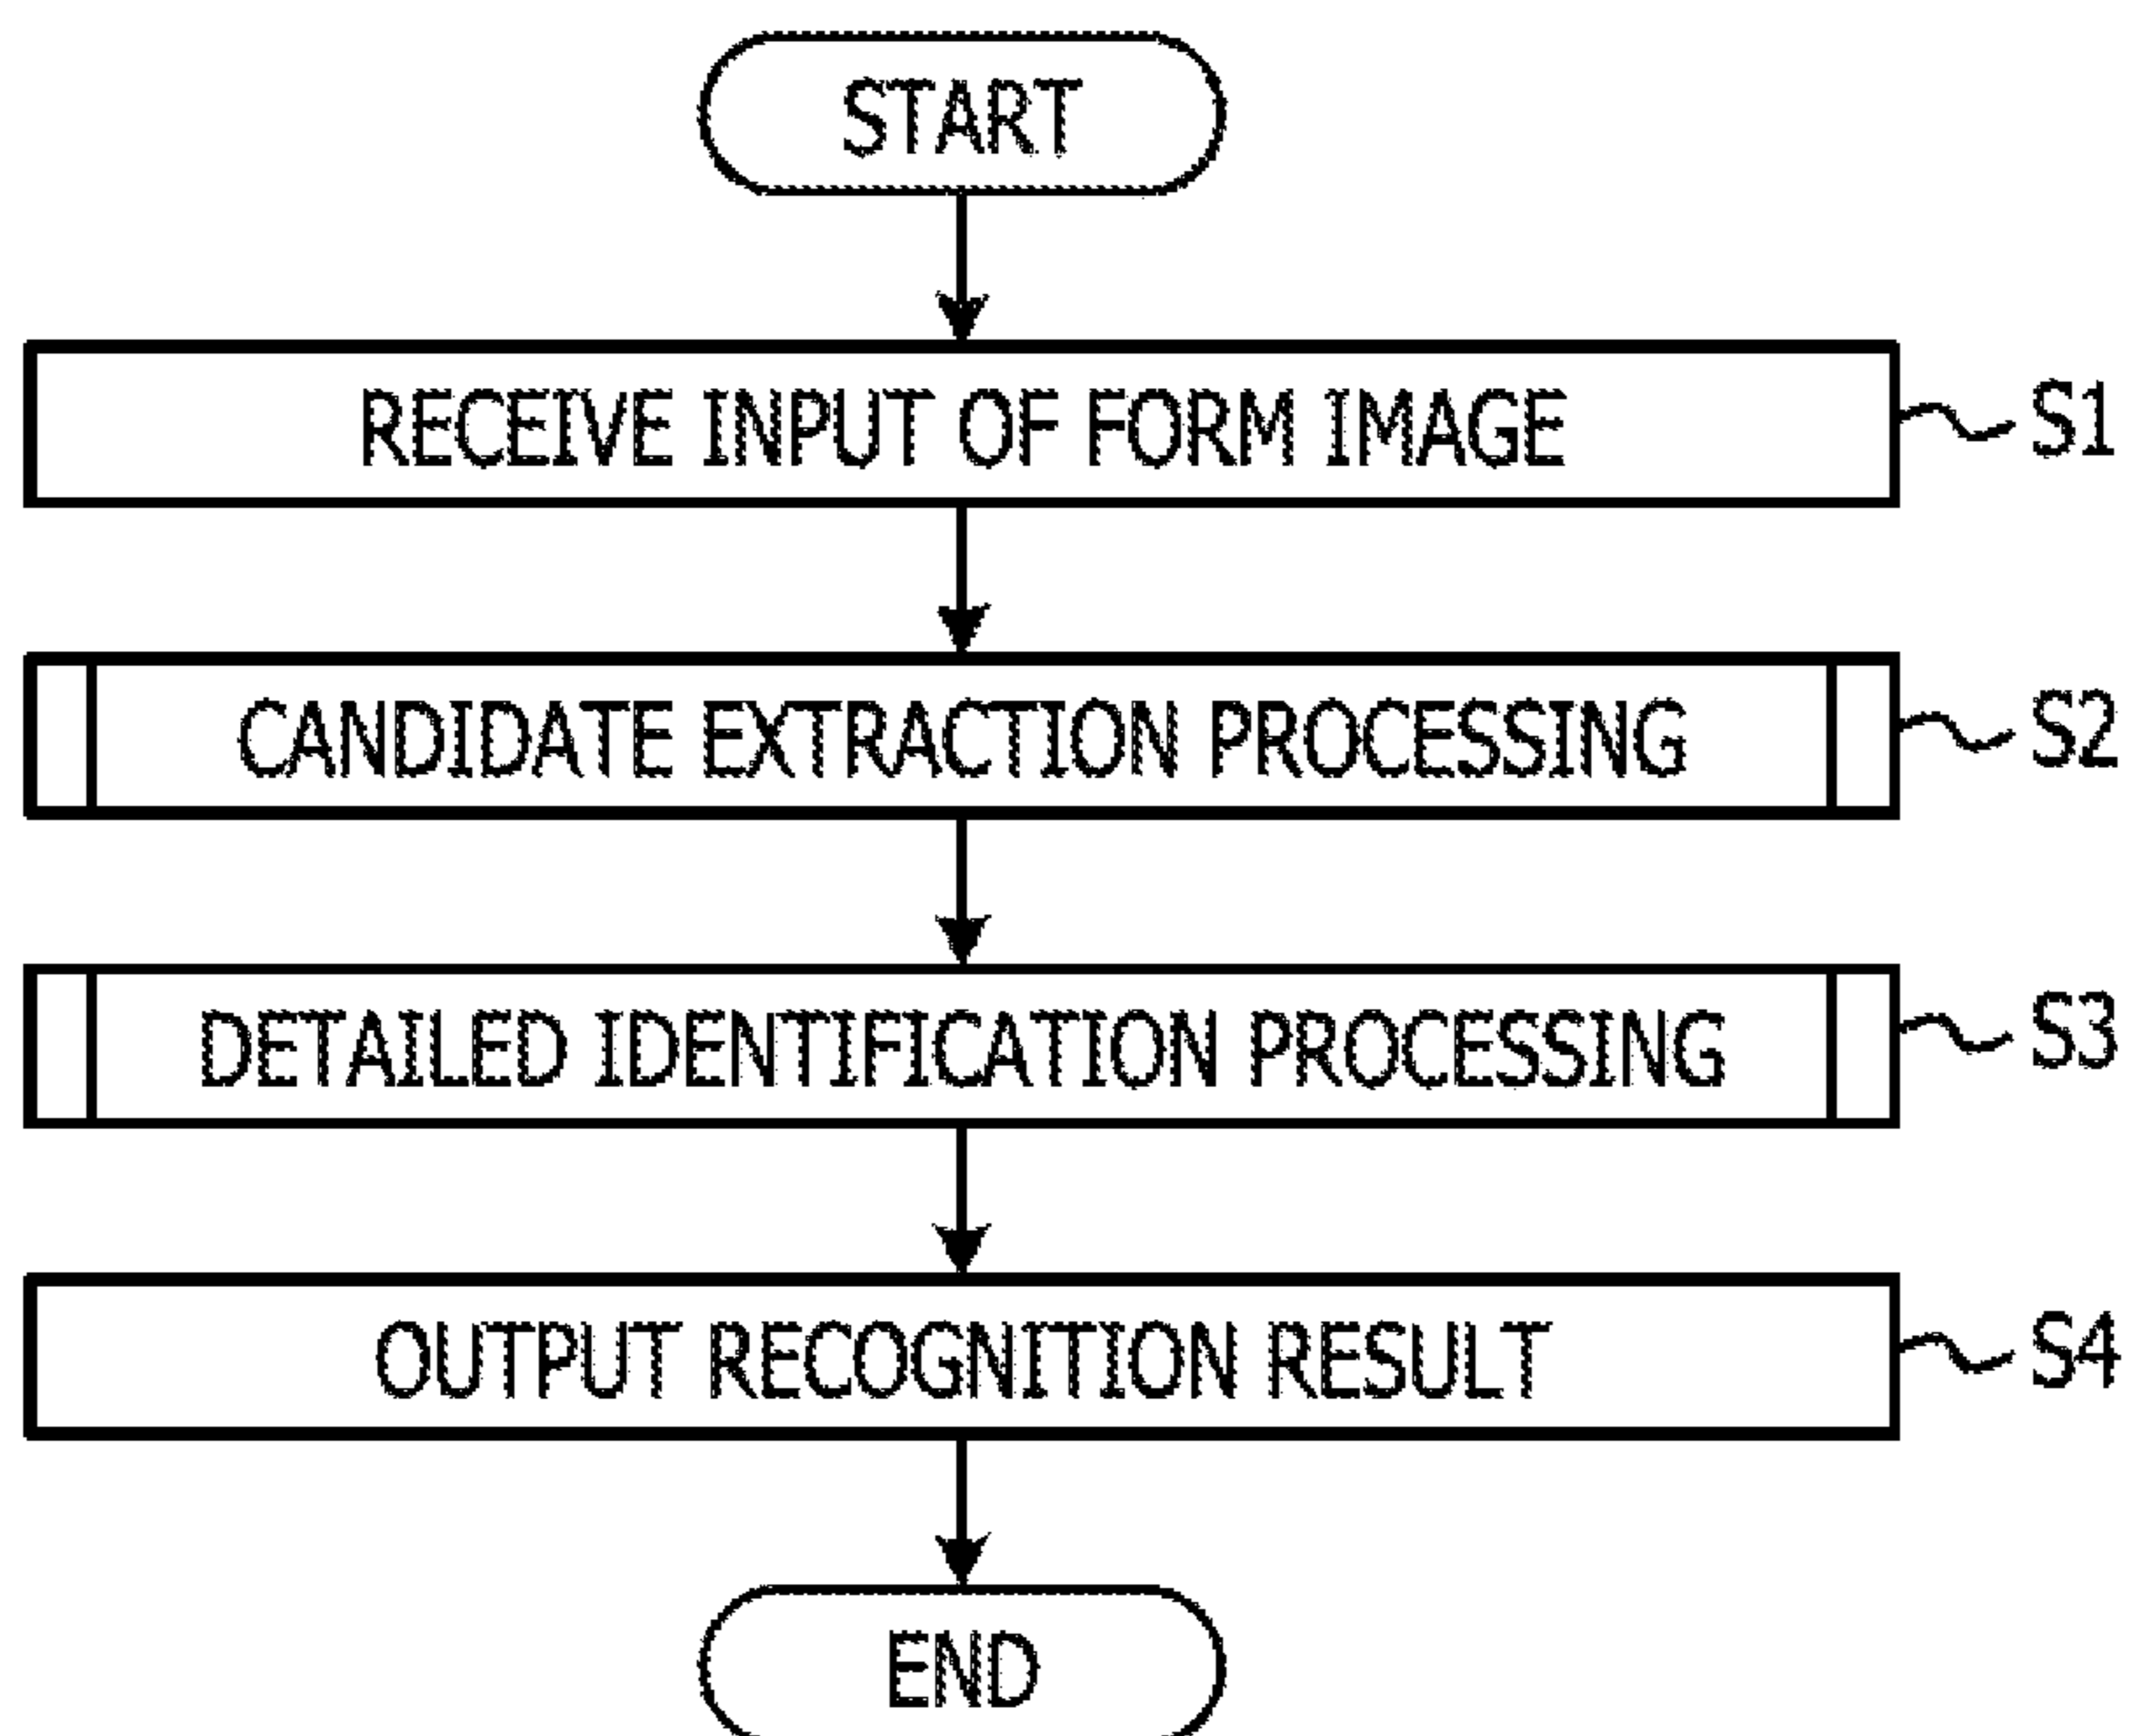 START
RECEIVE INPUT OF FORM IMAGE S1
CANDIDATE EXTRACTION PROCESSING S2
DETAILED IDENTIFICATION PROCESSING S3
OUTPUT RECOGNITION RESULT S4
END